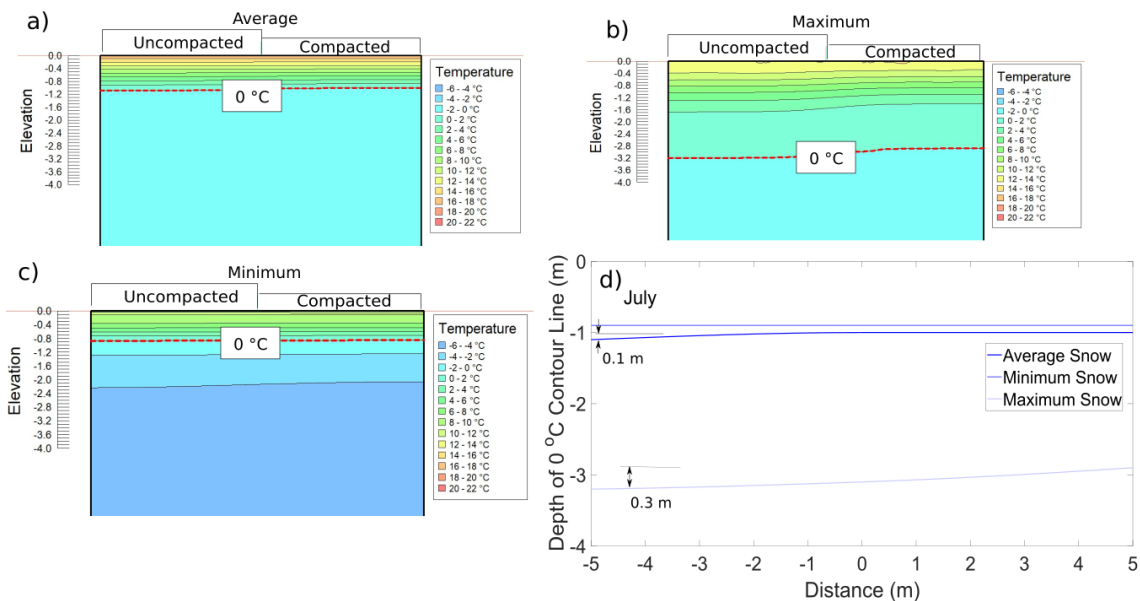 a)
Average
Uncompacted
Compacted
0.0
-0.4
-0.8
-1.2
-1.6
-2.0
-2.4
-2.8
-3.2
-3.6
-4.0
Elevation
0 °C
Temperature
-6 - -4 °C
-4 - -2 °C
-2 - 0 °C
0 - 2 °C
2 - 4 °C
4 - 6 °C
6 - 8 °C
8 - 10 °C
10 - 12 °C
12 - 14 °C
14 - 16 °C
16 - 18 °C
18 - 20 °C
20 - 22 °C
b)
Maximum
Uncompacted
Compacted
0.0
-0.4
-0.8
-1.2
-1.6
-2.0
-2.4
-2.8
-3.2
-3.6
-4.0
Elevation
0 °C
Temperature
-6 - -4 °C
-4 - -2 °C
-2 - 0 °C
0 - 2 °C
2 - 4 °C
4 - 6 °C
6 - 8 °C
8 - 10 °C
10 - 12 °C
12 - 14 °C
14 - 16 °C
16 - 18 °C
18 - 20 °C
20 - 22 °C
c)
Minimum
Uncompacted
Compacted
0.0
-0.4
-0.8
-1.2
-1.6
-2.0
-2.4
-2.8
-3.2
-3.6
-4.0
Elevation
0 °C
Temperature
-6 - -4 °C
-4 - -2 °C
-2 - 0 °C
0 - 2 °C
2 - 4 °C
4 - 6 °C
6 - 8 °C
8 - 10 °C
10 - 12 °C
12 - 14 °C
14 - 16 °C
16 - 18 °C
18 - 20 °C
20 - 22 °C
d)
July
0
-1
-2
-3
-4
Depth of 0 °C Contour Line (m)
0.1 m
Average Snow
Minimum Snow
Maximum Snow
0.3 m
-5 -4 -3 -2 -1 0 1 2 3 4 5
Distance (m)